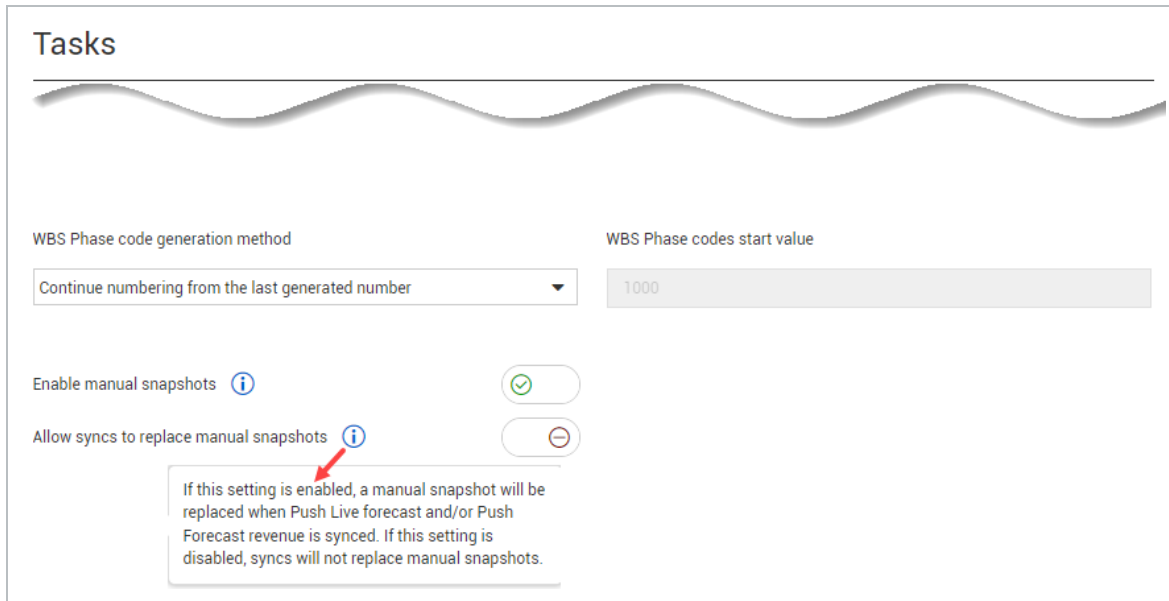 Tasks
WBS Phase code generation method
WBS Phase codes start value
Continue numbering from the last generated number
1000
Enable manual snapshots
Allow syncs to replace manual snapshots
If this setting is enabled, a manual snapshot will be
replaced when Push Live forecast and/or Push
Forecast revenue is synced. If this setting is
disabled, syncs will not replace manual snapshots.